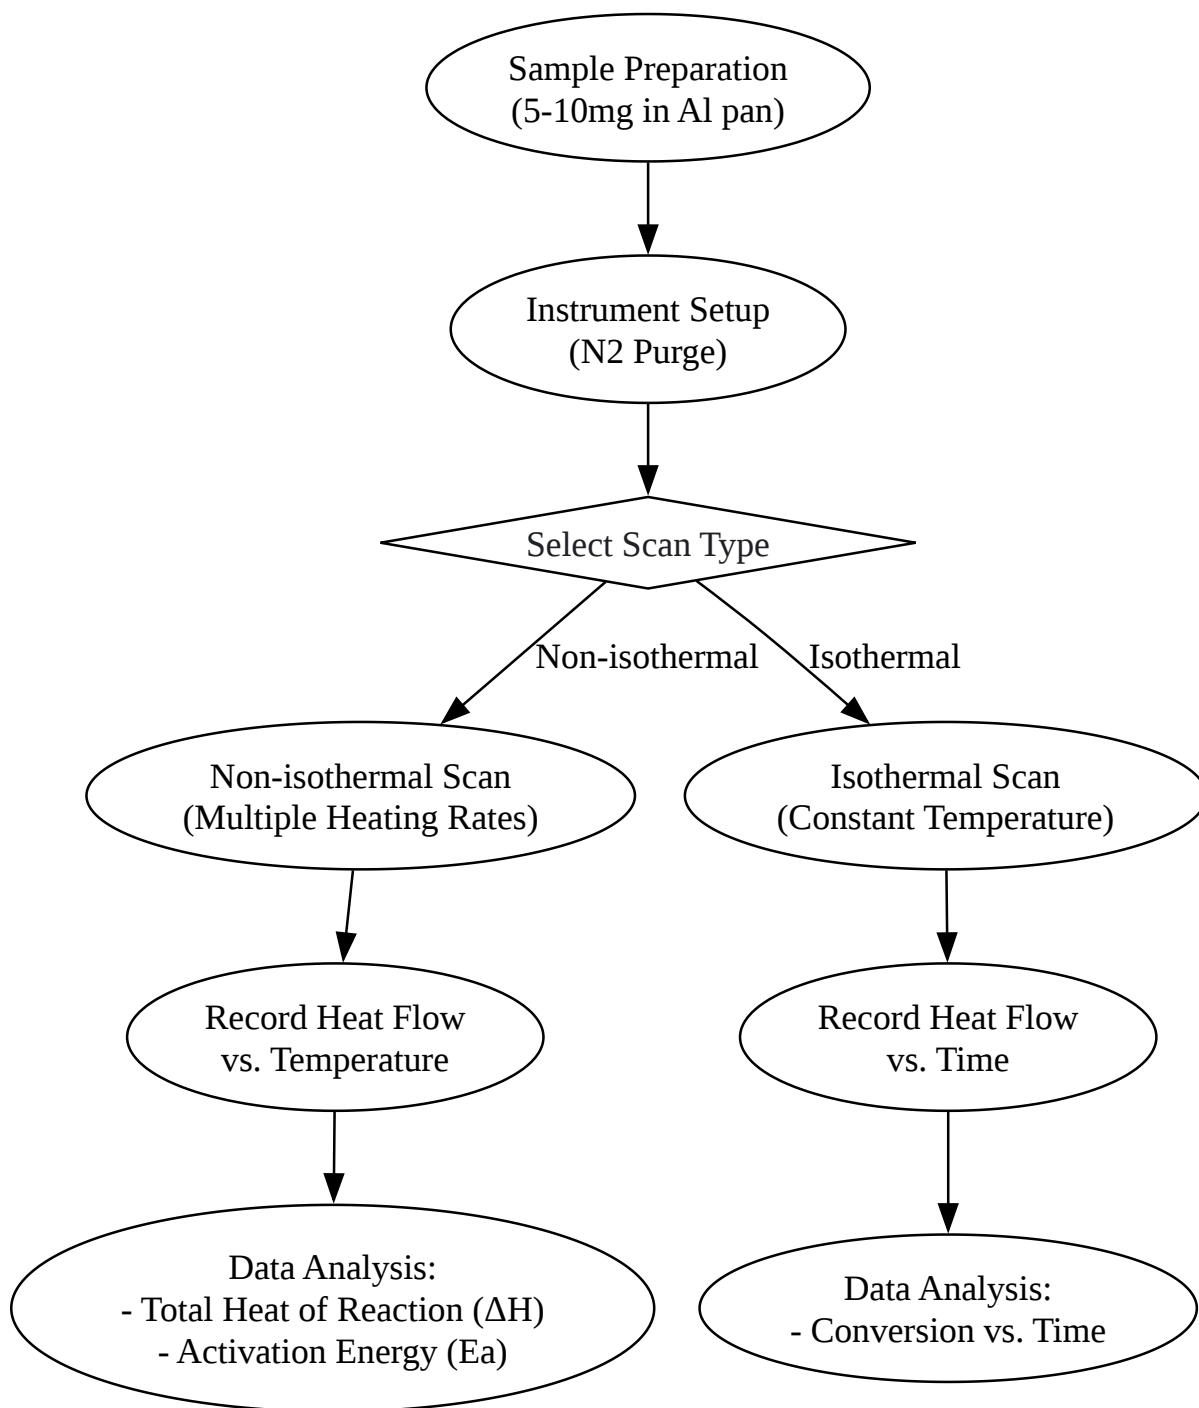 Sample Preparation
(5-10mg in Al pan)
Instrument Setup
(N2 Purge)
Select Scan Type
Non-isothermal
Isothermal
Non-isothermal Scan
(Multiple Heating Rates)
Isothermal Scan
(Constant Temperature)
Record Heat Flow
vs. Temperature
Record Heat Flow
vs. Time
Data Analysis:
- Total Heat of Reaction (ΔH)
- Activation Energy (Ea)
Data Analysis:
- Conversion vs. Time